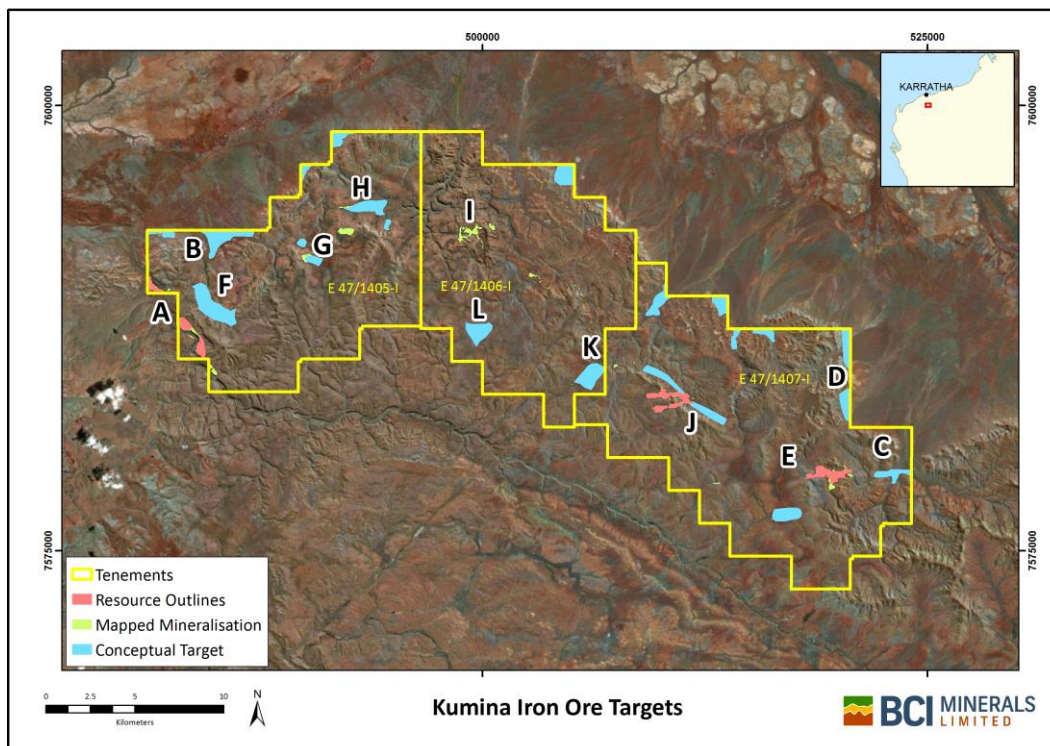 500000
525000
7600000
7600000
KARRATHA
H
I
B
G
F
E 47/1405-I
E 47/1406-I
A
L
K
E 47/1407-I
D
J
E
C
7575000
7575000
Tenements
Resource Outlines
Mapped Mineralisation
Conceptual Target
0 2.5 5 10
Kilometers
N
Kumina Iron Ore Targets
BCI MINERALS
LIMITED